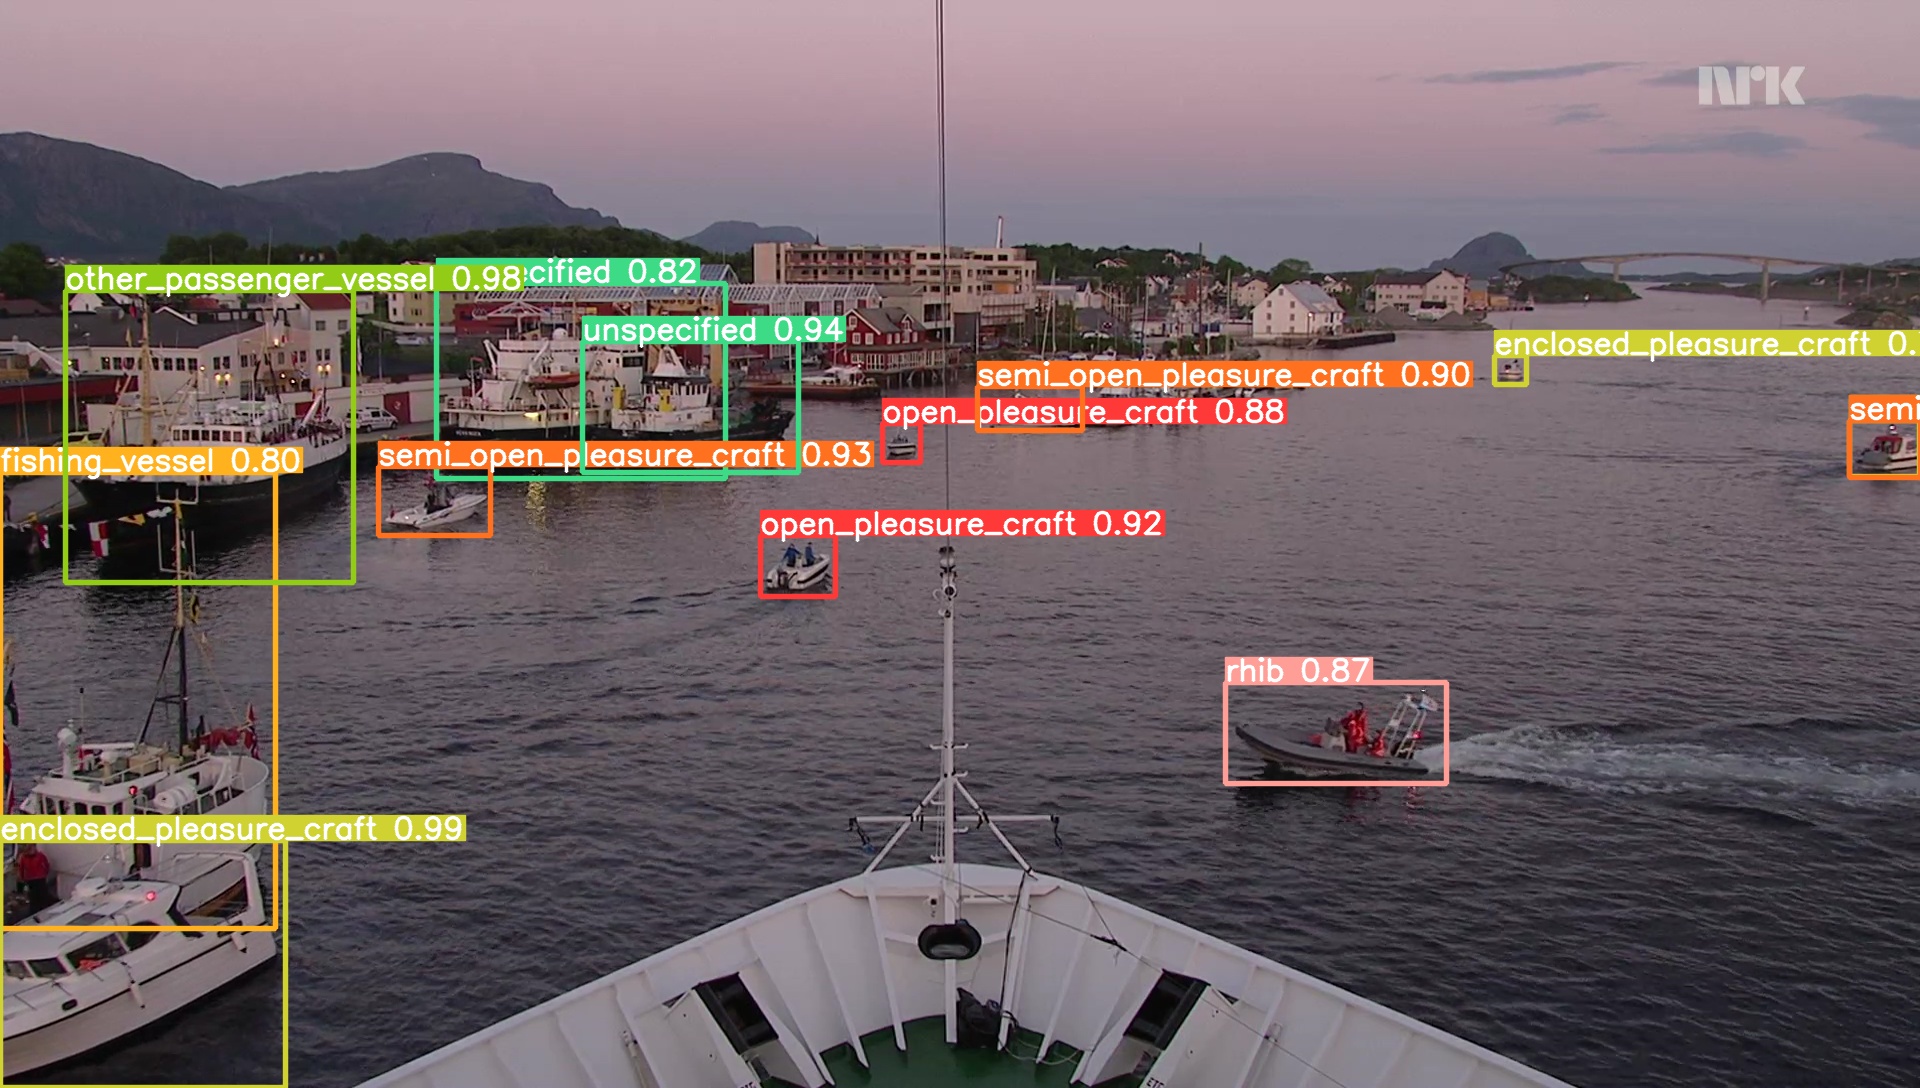 NRK
other_passenger_vessel 0.98
ecified 0.82
unspecified 0.94
enclosed_pleasure_craft 0.
semi_open_pleasure_craft 0.90
open_pleasure_craft 0.88
semi
fishing_vessel 0.80
semi_open_pleasure_craft 0.93
open_pleasure_craft 0.92
rhib 0.87
enclosed_pleasure_craft 0.99